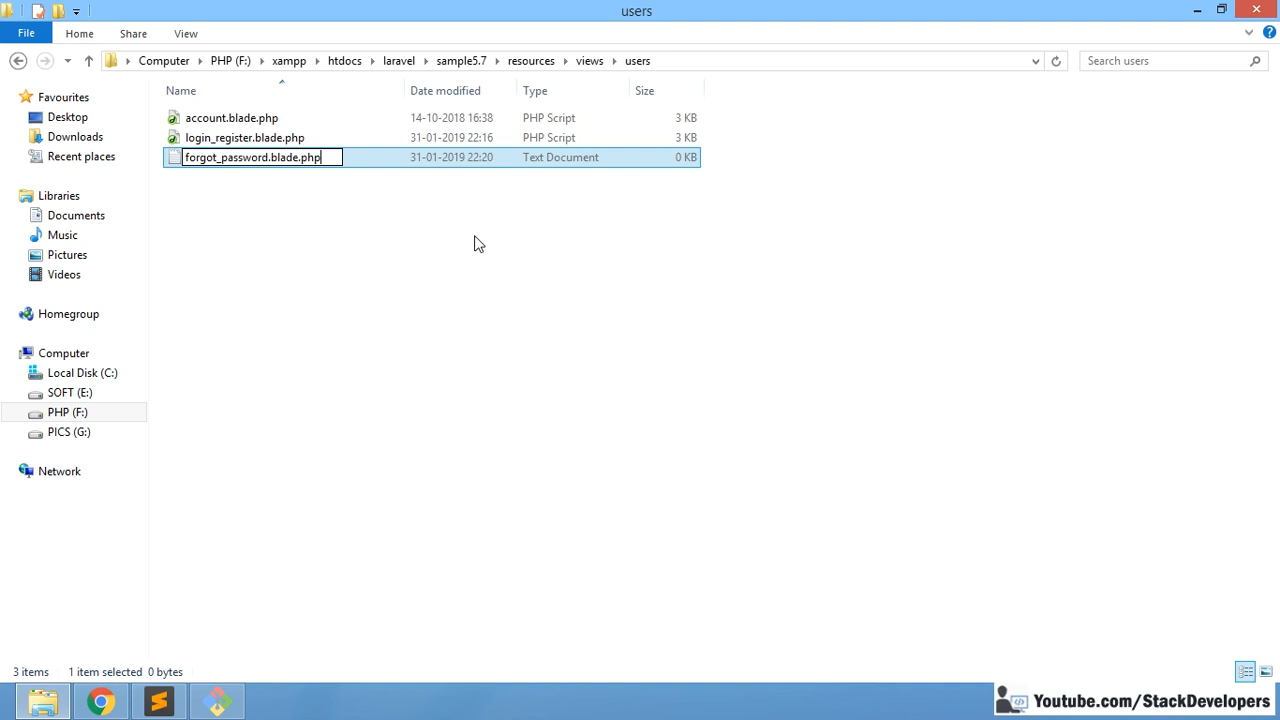 users
File Home Share View
Computer PHP (F:) xampp htdocs laravel sample5.7 resources views users
Search users
Name Date modified Type Size
account.blade.php 14-10-2018 16:38 PHP Script 3 KB
login_register.blade.php 31-01-2019 22:16 PHP Script 3 KB
forgot_password.blade.php 31-01-2019 22:20 Text Document 0 KB
Favourites
Desktop
Downloads
Recent places
Libraries
Documents
Music
Pictures
Videos
Homegroup
Computer
Local Disk (C:)
SOFT (E:)
PHP (F:)
PICS (G:)
Network
3 items 1 item selected 0 bytes
Youtube.com/StackDevelopers